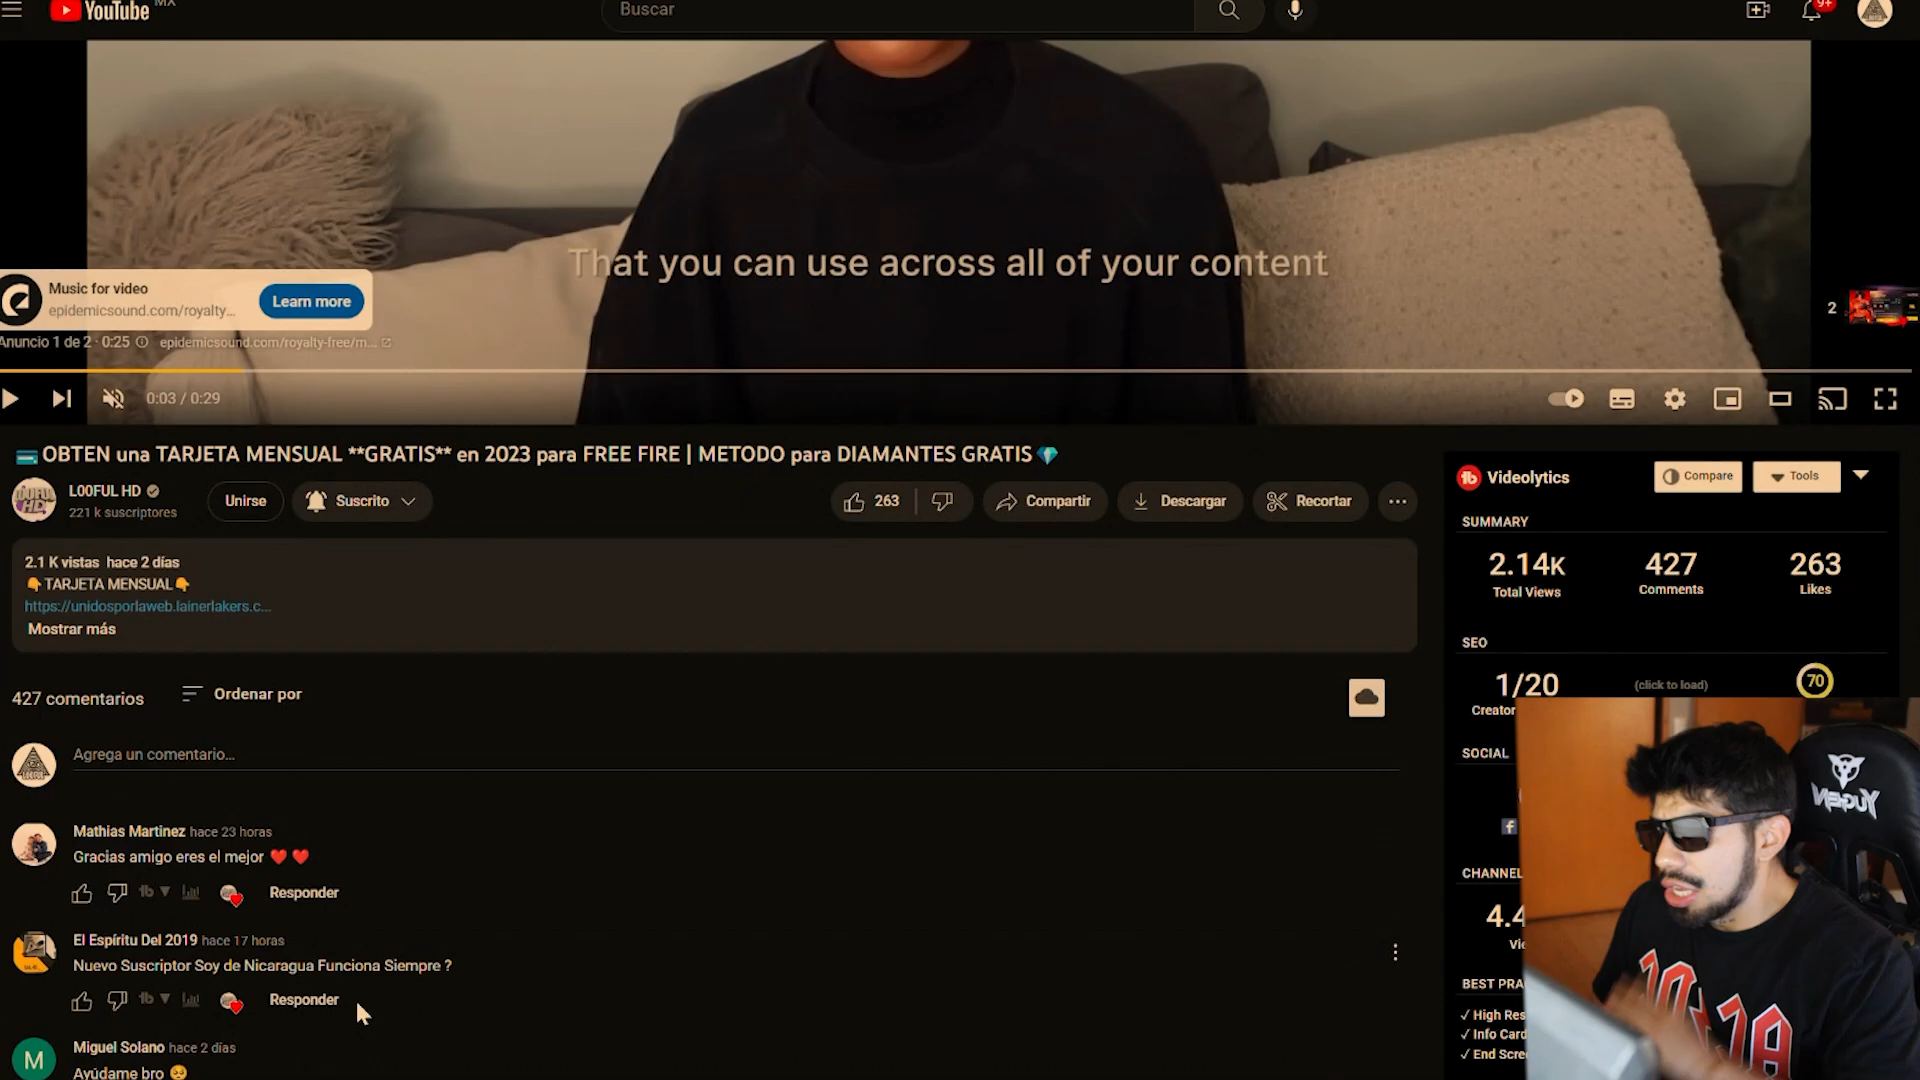 YouTube MX
Buscar
9+
That you can use across all of your content
Music for video
epidemicsound.com/royalty...
Learn more
Anuncio 1 de 2 · 0:25
epidemicsound.com/royalty-free/m...
2
0:03 / 0:29
OBTEN una TARJETA MENSUAL **GRATIS** en 2023 para FREE FIRE | METODO para DIAMANTES GRATIS
L00FUL HD
221 k suscriptores
Unirse
Suscrito
263
Compartir
Descargar
Recortar
2.1 K vistas hace 2 días
TARJETA MENSUAL
https://unidosporlaweb.lainerlakers.c...
Mostrar más
427 comentarios
Ordenar por
Agrega un comentario...
Mathias Martinez hace 23 horas
Gracias amigo eres el mejor
Responder
El Espíritu Del 2019 hace 17 horas
Nuevo Suscriptor Soy de Nicaragua Funciona Siempre ?
Responder
M
Miguel Solano hace 2 días
Ayúdame bro
Videolytics
Compare
Tools
SUMMARY
2.14K
427
263
Total Views
Comments
Likes
SEO
1/20
(click to load)
70
Creator
SOCIAL
CHANNEL
4.4
Vi
BEST PRA
High Res
Info Card
End Scre